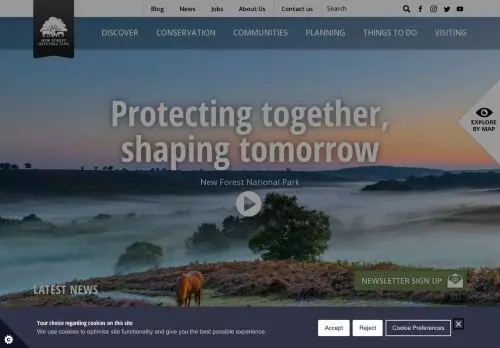 Blog News Jobs About Us Contact us Search
NEW FOREST
NATIONAL PARK
DISCOVER CONSERVATION COMMUNITIES PLANNING THINGS TO DO VISITING
Protecting together,
shaping tomorrow
New Forest National Park
EXPLORE
BY MAP
NEWSLETTER SIGN UP
LATEST NEWS
Your choice regarding cookies on this site
We use cookies to optimise site functionality and give you the best possible experience.
Accept Reject Cookie Preferences